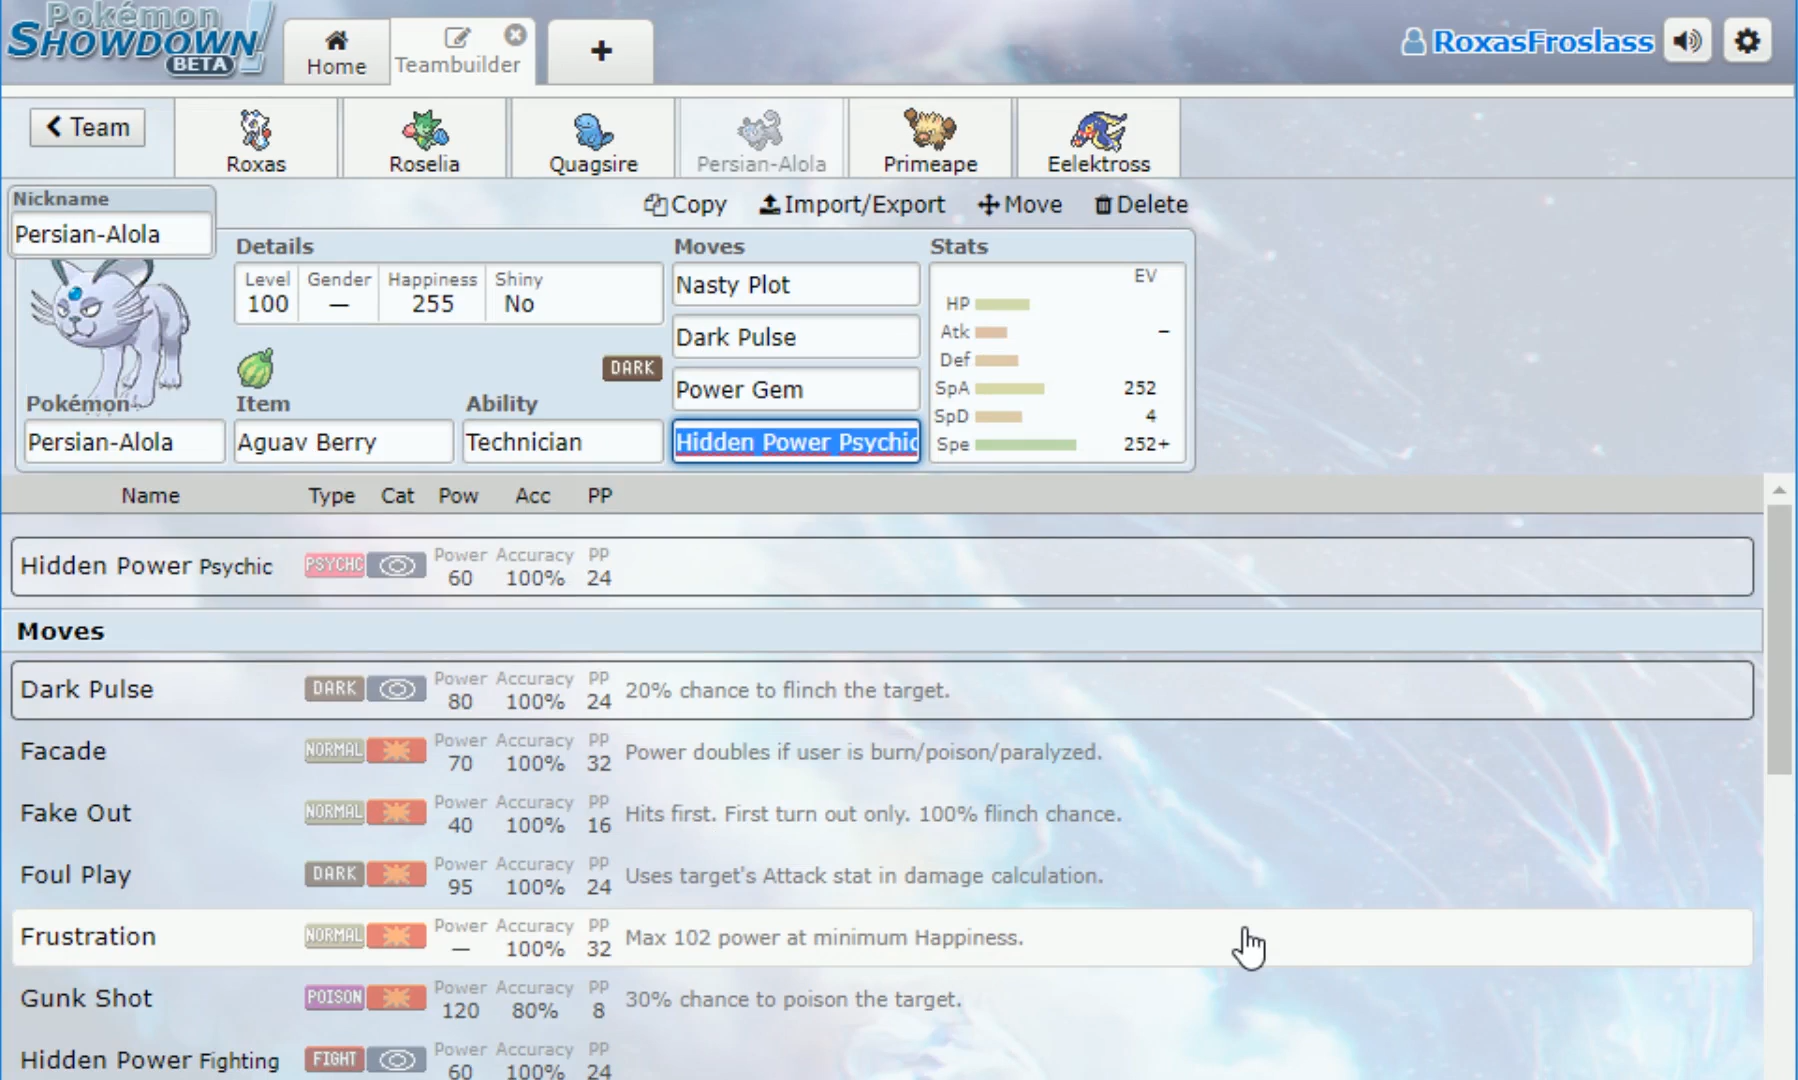 Pokémon
SHOWDOWN!
BETA
Home
Teambuilder
+
RoxasFroslass
Team
Roxas
Roselia
Quagsire
Persian-Alola
Primeape
Eelektross
Nickname
Persian-Alola
Copy Import/Export Move Delete
Details
Level Gender Happiness Shiny
100 — 255 No
DARK
Pokémon Item Ability
Persian-Alola Aguav Berry Technician
Moves
Nasty Plot
Dark Pulse
Power Gem
Hidden Power Psychic
Stats
EV
HP
Atk –
Def
SpA 252
SpD 4
Spe 252+
Name Type Cat Pow Acc PP
Hidden Power Psychic PSYCHC Power 60 Accuracy 100% PP 24
Moves
Dark Pulse DARK Power 80 Accuracy 100% PP 24 20% chance to flinch the target.
Facade NORMAL Power 70 Accuracy 100% PP 32 Power doubles if user is burn/poison/paralyzed.
Fake Out NORMAL Power 40 Accuracy 100% PP 16 Hits first. First turn out only. 100% flinch chance.
Foul Play DARK Power 95 Accuracy 100% PP 24 Uses target's Attack stat in damage calculation.
Frustration NORMAL Power — Accuracy 100% PP 32 Max 102 power at minimum Happiness.
Gunk Shot POISON Power 120 Accuracy 80% PP 8 30% chance to poison the target.
Hidden Power Fighting FIGHT Power 60 Accuracy 100% PP 24